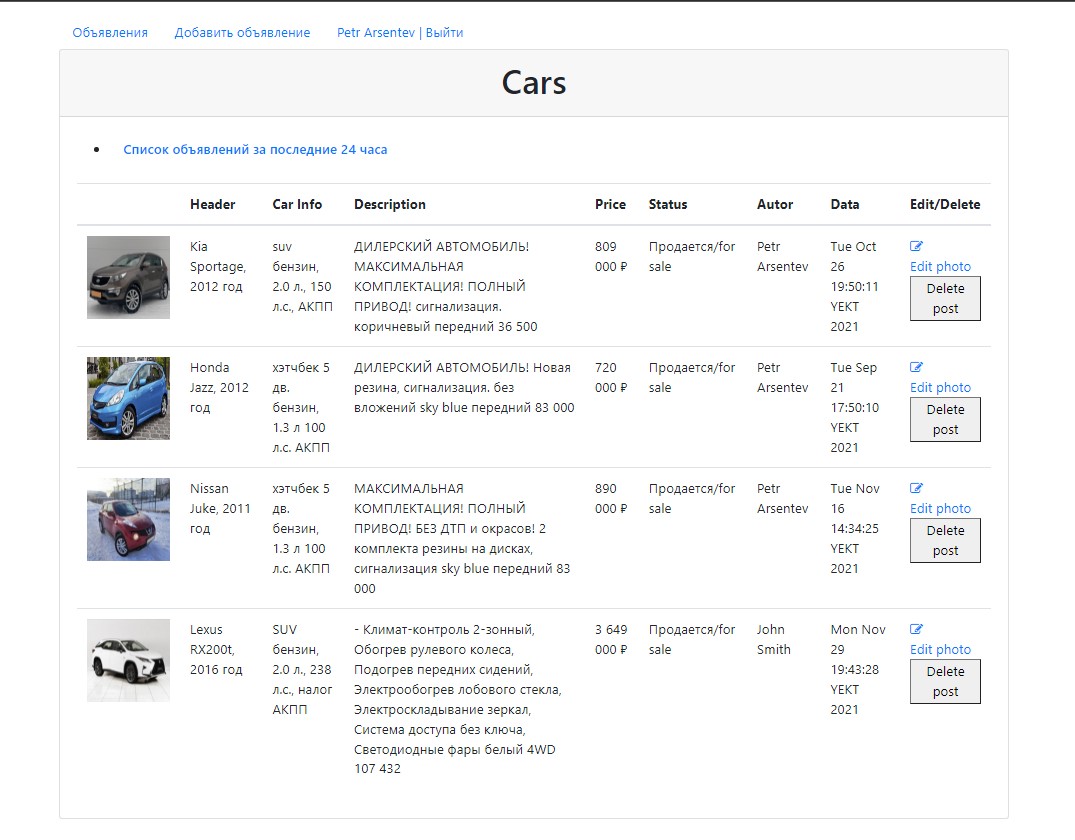 Объявления Добавить объявление Petr Arsentev | Выйти
Cars
Список объявлений за последние 24 часа
Header Car Info Description Price Status Autor Data Edit/Delete
Kia
Sportage,
2012 год
suv
бензин,
2.0 л., 150
л.с., АКПП
ДИЛЕРСКИЙ АВТОМОБИЛЬ!
МАКСИМАЛЬНАЯ
КОМПЛЕКТАЦИЯ! ПОЛНЫЙ
ПРИВОД! сигнализация.
коричневый передний 36 500
809
000 ₽
Продается/for
sale
Petr
Arsentev
Tue Oct
26
19:50:11
YEKT
2021
Edit photo
Delete
post
Honda
Jazz, 2012
год
хэтчбек 5
дв.
бензин,
1.3 л 100
л.с. АКПП
ДИЛЕРСКИЙ АВТОМОБИЛЬ! Новая
резина, сигнализация. без
вложений sky blue передний 83 000
720
000 ₽
Продается/for
sale
Petr
Arsentev
Tue Sep
21
17:50:10
YEKT
2021
Edit photo
Delete
post
Nissan
Juke, 2011
год
хэтчбек 5
дв.
бензин,
1.3 л 100
л.с. АКПП
МАКСИМАЛЬНАЯ
КОМПЛЕКТАЦИЯ! ПОЛНЫЙ
ПРИВОД! БЕЗ ДТП и окрасов! 2
комплекта резины на дисках,
сигнализация sky blue передний 83
000
890
000 ₽
Продается/for
sale
Petr
Arsentev
Tue Nov
16
14:34:25
YEKT
2021
Edit photo
Delete
post
Lexus
RX200t,
2016 год
SUV
бензин,
2.0 л., 238
л.с., налог
АКПП
- Климат-контроль 2-зонный,
Обогрев рулевого колеса,
Подогрев передних сидений,
Электрообогрев лобового стекла,
Электроскладывание зеркал,
Система доступа без ключа,
Светодиодные фары белый 4WD
107 432
3 649
000 ₽
Продается/for
sale
John
Smith
Mon Nov
29
19:43:28
YEKT
2021
Edit photo
Delete
post